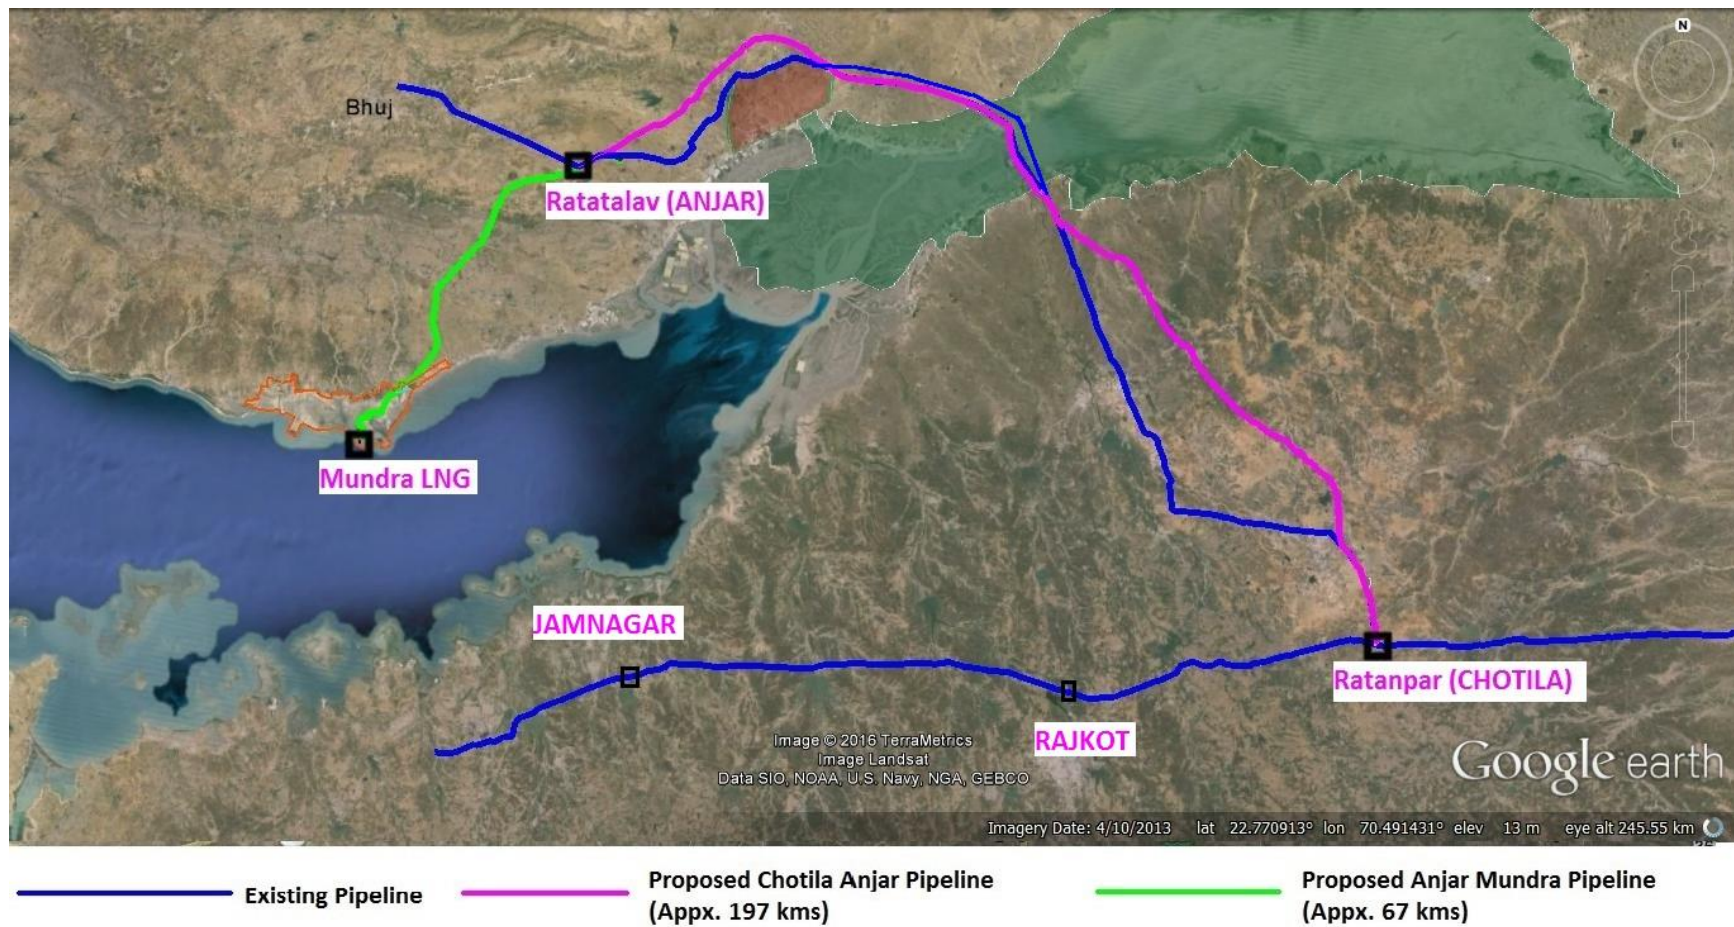 N
Bhuj
Ratatalav (ANJAR)
Mundra LNG
JAMNAGAR
Ratanpar (CHOTILA)
RAJKOT
Image © 2016 TerraMetrics
Image Landsat
Data SIO, NOAA, U.S. Navy, NGA, GEBCO
Google earth
Imagery Date: 4/10/2013 lat 22.770913° lon 70.491431° elev 13 m eye alt 245.55 km
Existing Pipeline
Proposed Chotila Anjar Pipeline
(Appx. 197 kms)
Proposed Anjar Mundra Pipeline
(Appx. 67 kms)